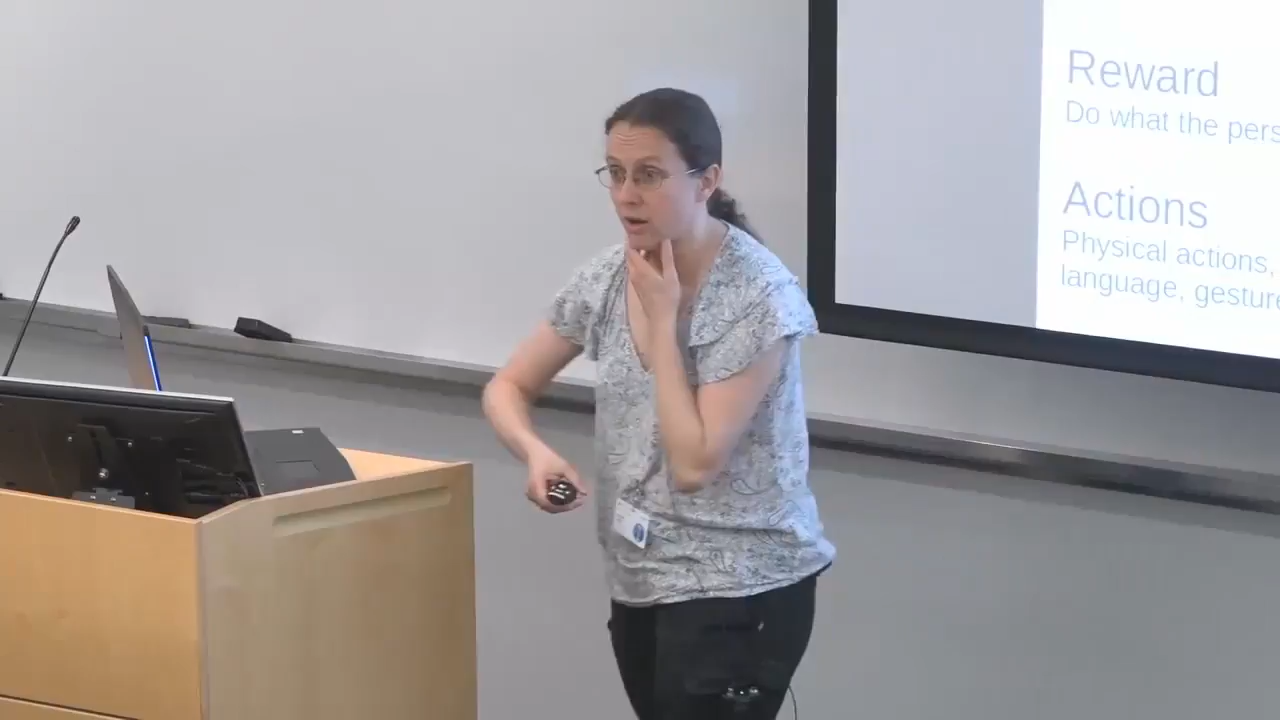 Reward
Do what the pers
Actions
Physical actions,
language, gesture